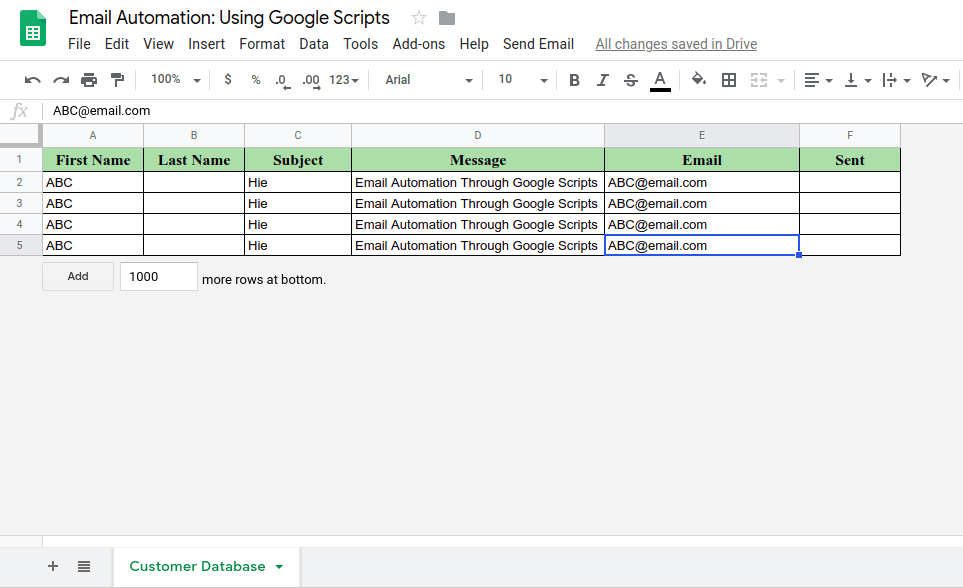 Email Automation: Using Google Scripts
File Edit View Insert Format Data Tools Add-ons Help Send Email All changes saved in Drive
100% $ % .0 .00 123 Arial 10 B I S A
fx ABC@email.com
A B C D E F
1 First Name Last Name Subject Message Email Sent
2 ABC Hie Email Automation Through Google Scripts ABC@email.com
3 ABC Hie Email Automation Through Google Scripts ABC@email.com
4 ABC Hie Email Automation Through Google Scripts ABC@email.com
5 ABC Hie Email Automation Through Google Scripts ABC@email.com
Add 1000 more rows at bottom.
+ Customer Database